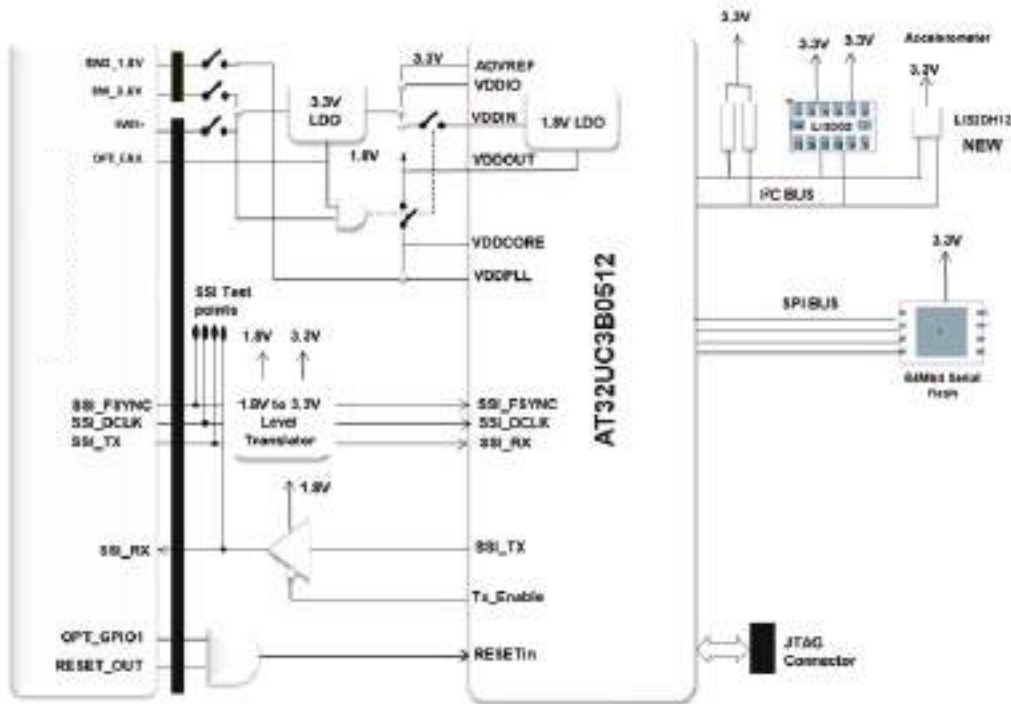 3.3V
3.3V
3.3V
Accelerometer
ADVREF
3.3V
VDDIO
3.3V
LDO
VDDIN
1.8V LDO
NEW
1.8V
VDDOUT
I²C BUS
VDDCORE
VDDPLL
3.3V
SSI Test
points
SPI BUS
AT32UC3B0512
1.8V
64Mbit Serial
flash
SSI_FSYNC
SSI_DCLK
SSI_TX
1.8V to 3.3V
Level
Translator
SSI_FSYNC
SSI_DCLK
SSI_RX
1.8V
SSI_RX
SSI_TX
Tx_Enable
OPT_GPIO1
RESET_OUT
RESETin
JTAG
Connector